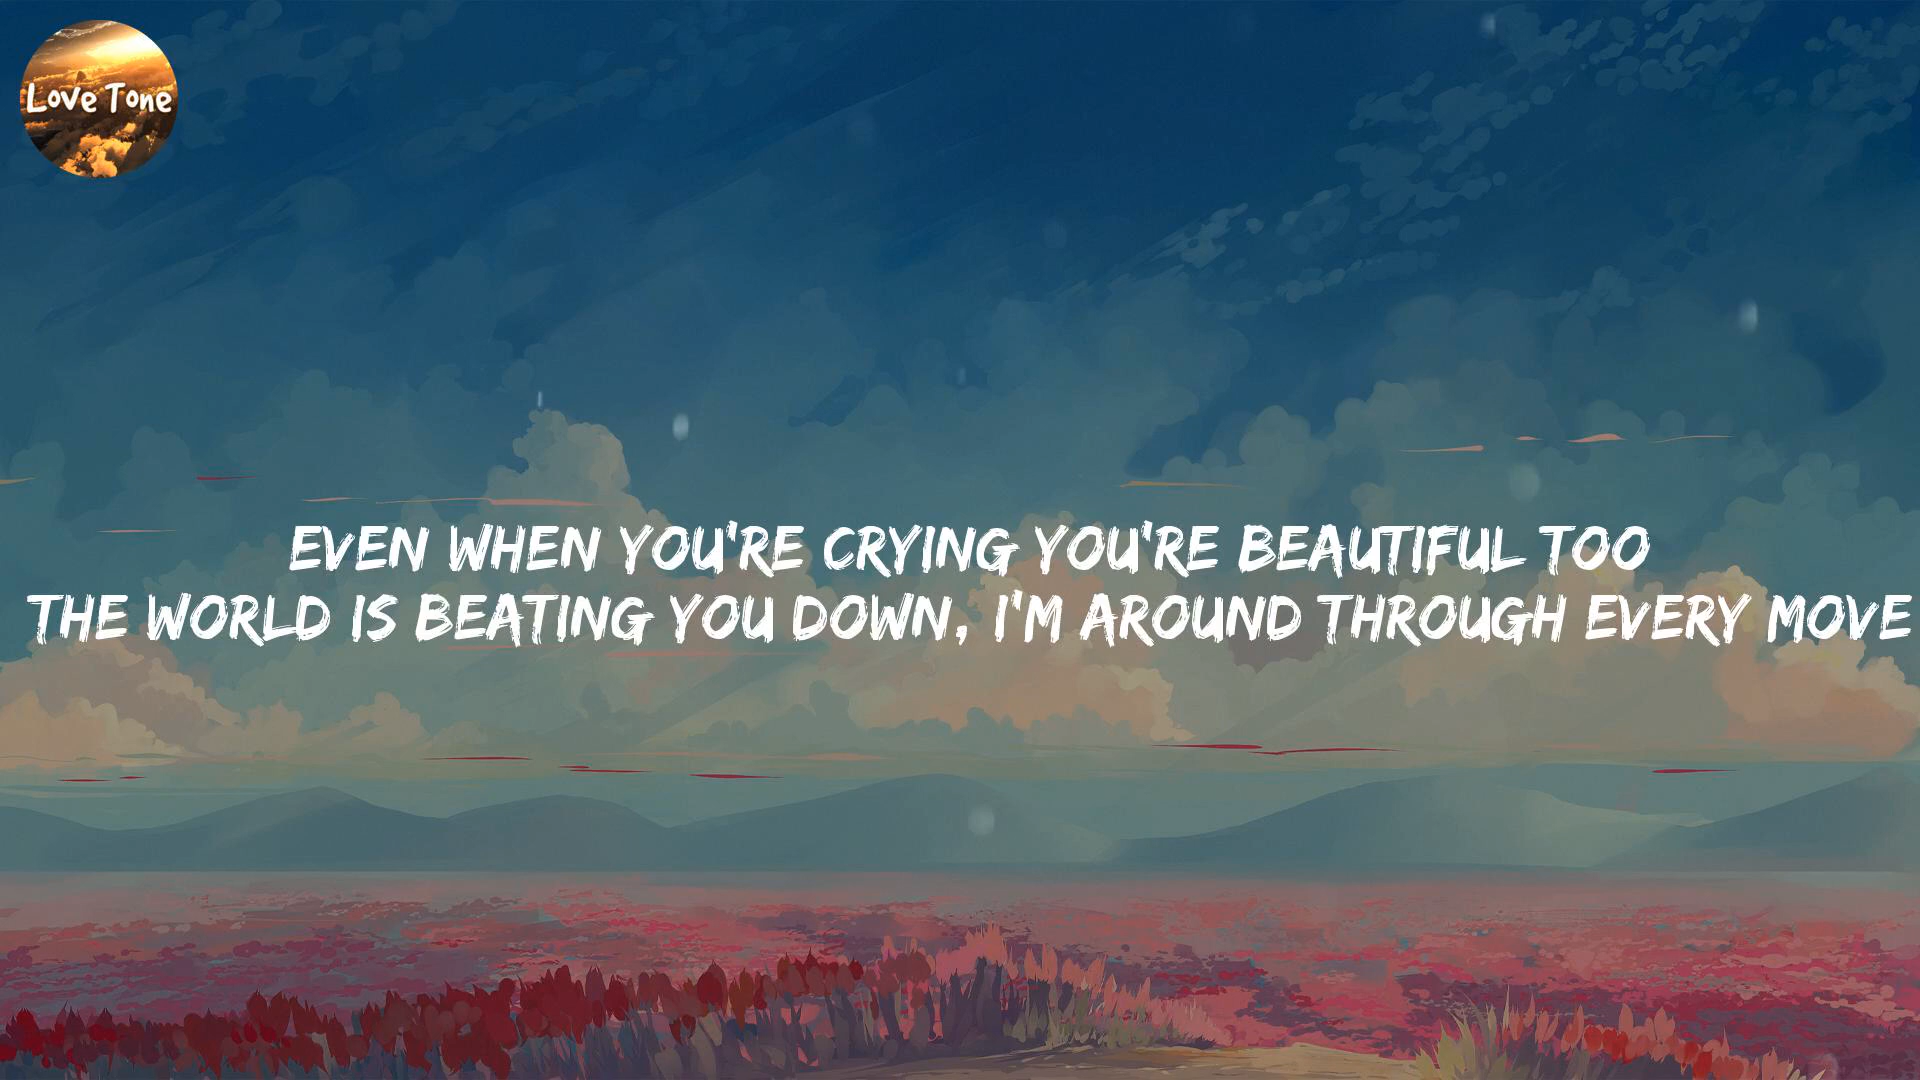 Love Tone
EVEN WHEN YOU'RE CRYING YOU'RE BEAUTIFUL TOO
THE WORLD IS BEATING YOU DOWN, I'M AROUND THROUGH EVERY MOVE